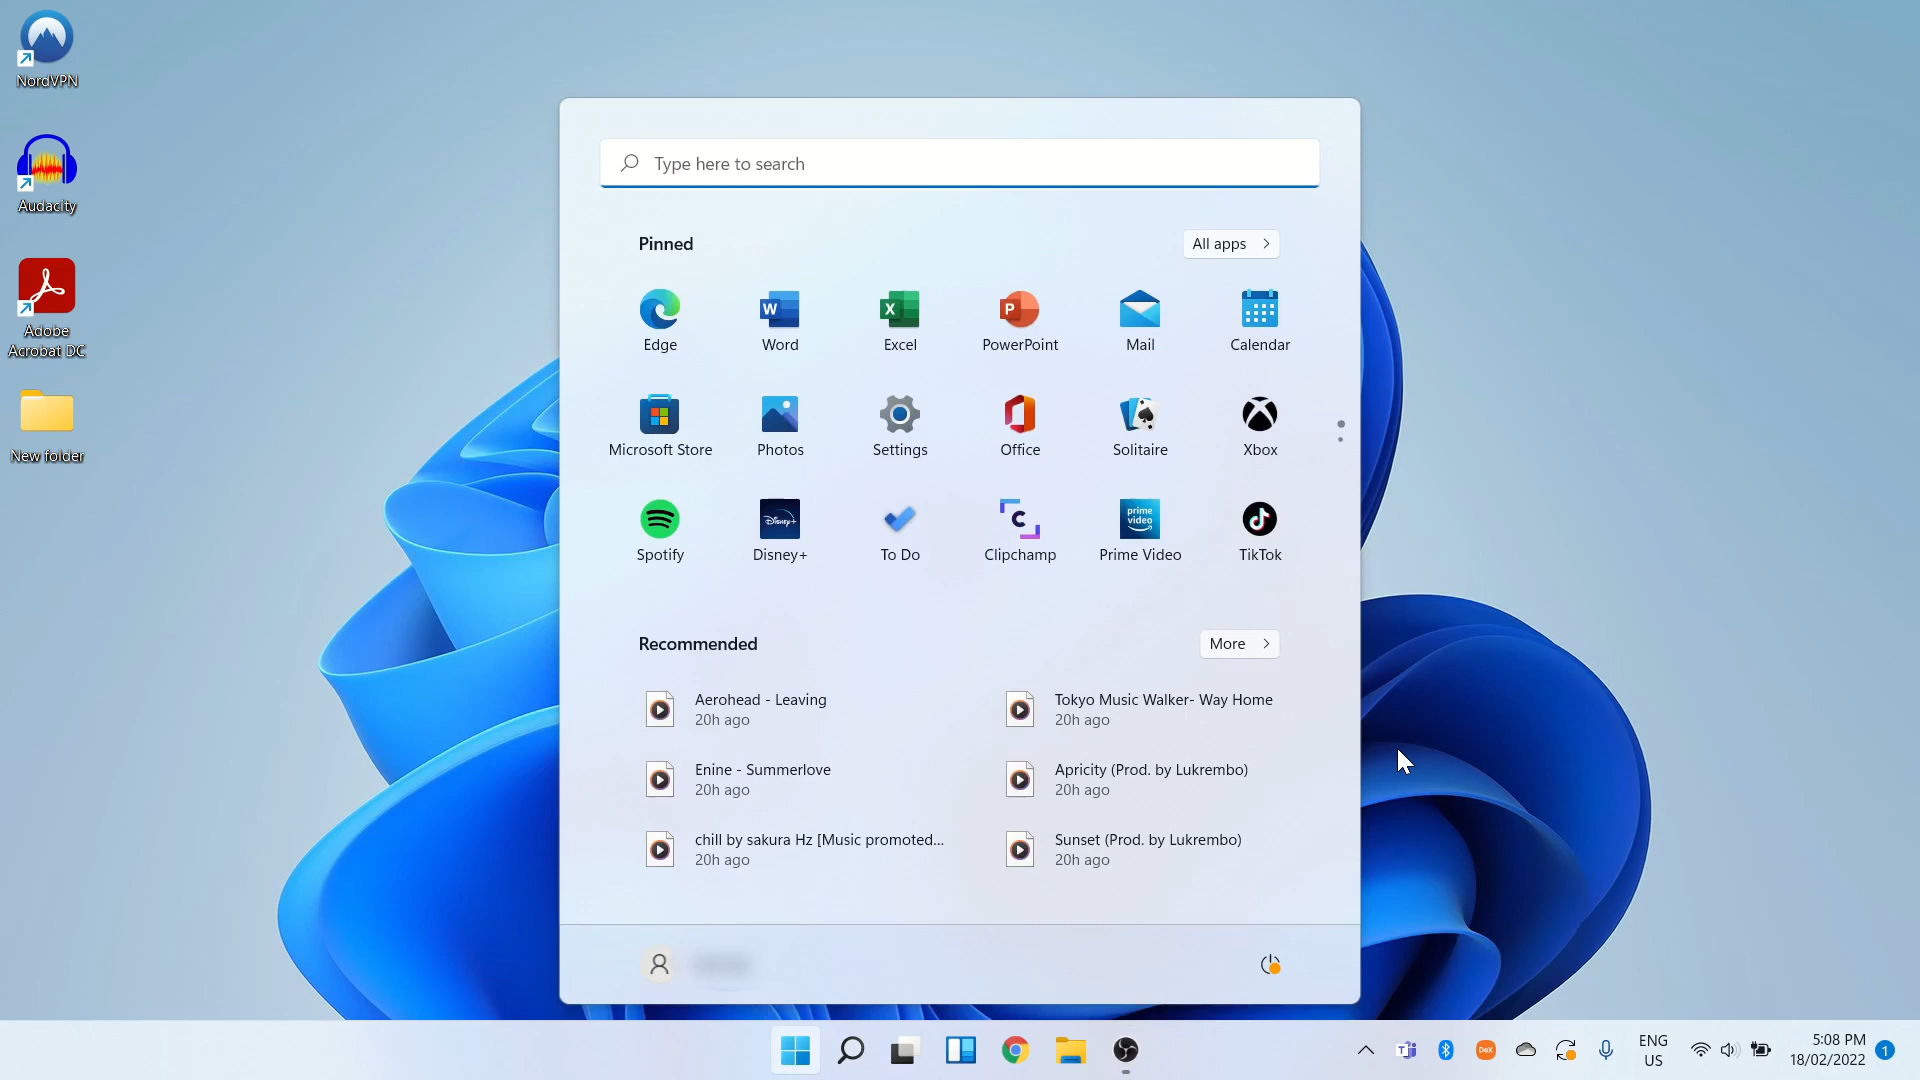 NordVPN
Audacity
Adobe
Acrobat DC
New folder
Type here to search
Pinned
All apps
Edge
Word
Excel
PowerPoint
Mail
Calendar
Microsoft Store
Photos
Settings
Office
Solitaire
Xbox
Spotify
Disney+
To Do
Clipchamp
prime
video
Prime Video
TikTok
Recommended
More
Aerohead - Leaving
20h ago
Tokyo Music Walker- Way Home
20h ago
Enine - Summerlove
20h ago
Apricity (Prod. by Lukrembo)
20h ago
chill by sakura Hz [Music promoted...
20h ago
Sunset (Prod. by Lukrembo)
20h ago
DeX
ENG
US
5:08 PM
18/02/2022
1